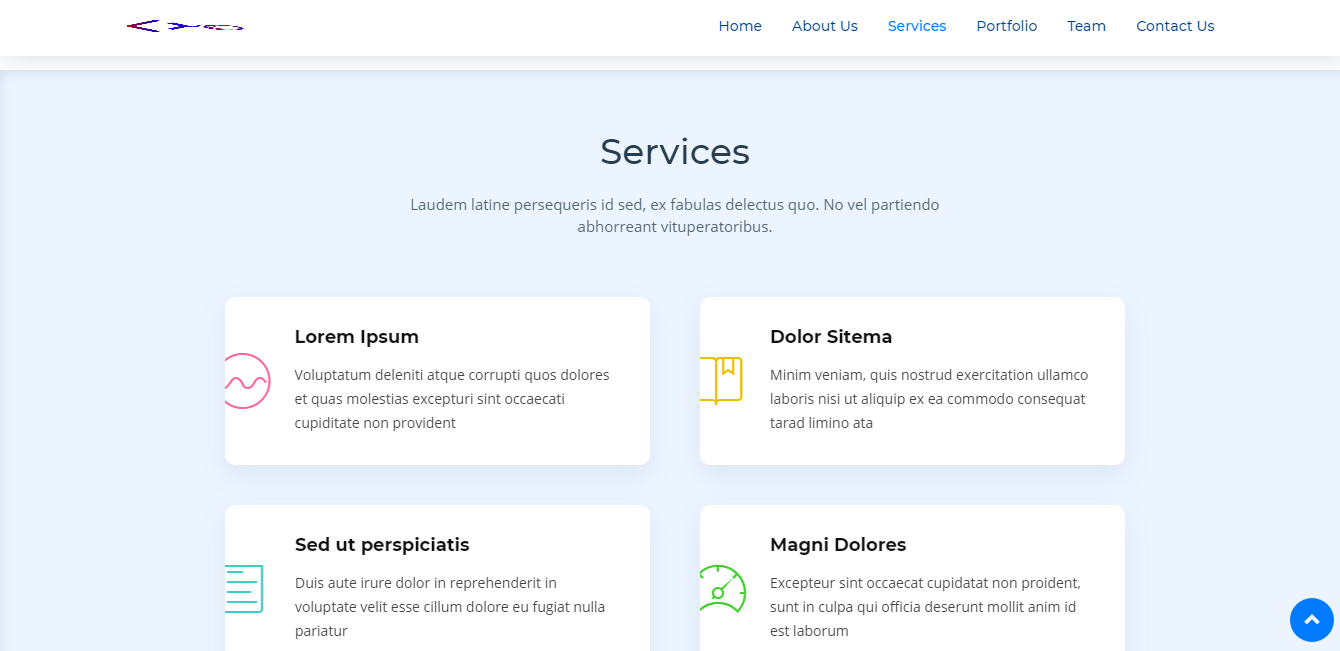 Home About Us Services Portfolio Team Contact Us
Services
Laudem latine persequeris id sed, ex fabulas delectus quo. No vel partiendo
abhorreant vituperatoribus.
Lorem Ipsum
Voluptatum deleniti atque corrupti quos dolores
et quas molestias excepturi sint occaecati
cupiditate non provident
Dolor Sitema
Minim veniam, quis nostrud exercitation ullamco
laboris nisi ut aliquip ex ea commodo consequat
tarad limino ata
Sed ut perspiciatis
Duis aute irure dolor in reprehenderit in
voluptate velit esse cillum dolore eu fugiat nulla
pariatur
Magni Dolores
Excepteur sint occaecat cupidatat non proident,
sunt in culpa qui officia deserunt mollit anim id
est laborum